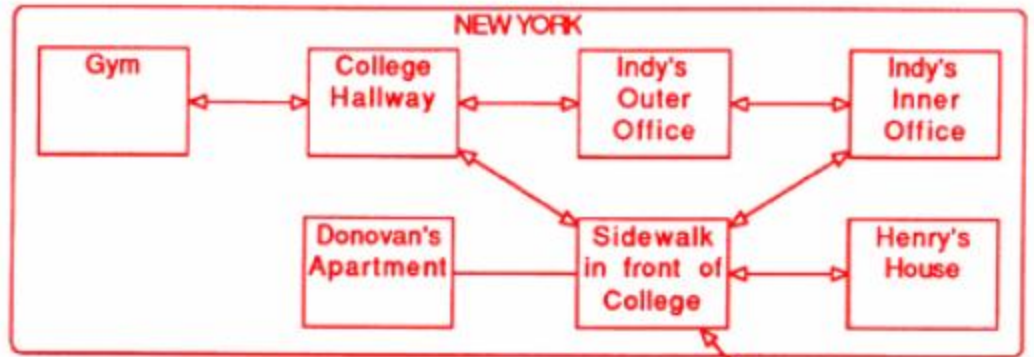 NEW YORK
Gym
College
Hallway
Indy's
Outer
Office
Indy's
Inner
Office
Donovan's
Apartment
Sidewalk
in front of
College
Henry's
House